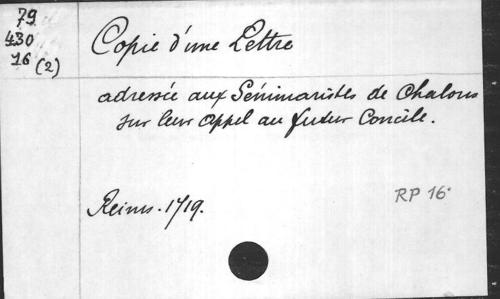 79
430
16 (2)
Copie d'une Lettre
adressée aux Séminaristes de Chalons
sur leur Appel au futur Concile.
Reims. 1719.
RP 16.